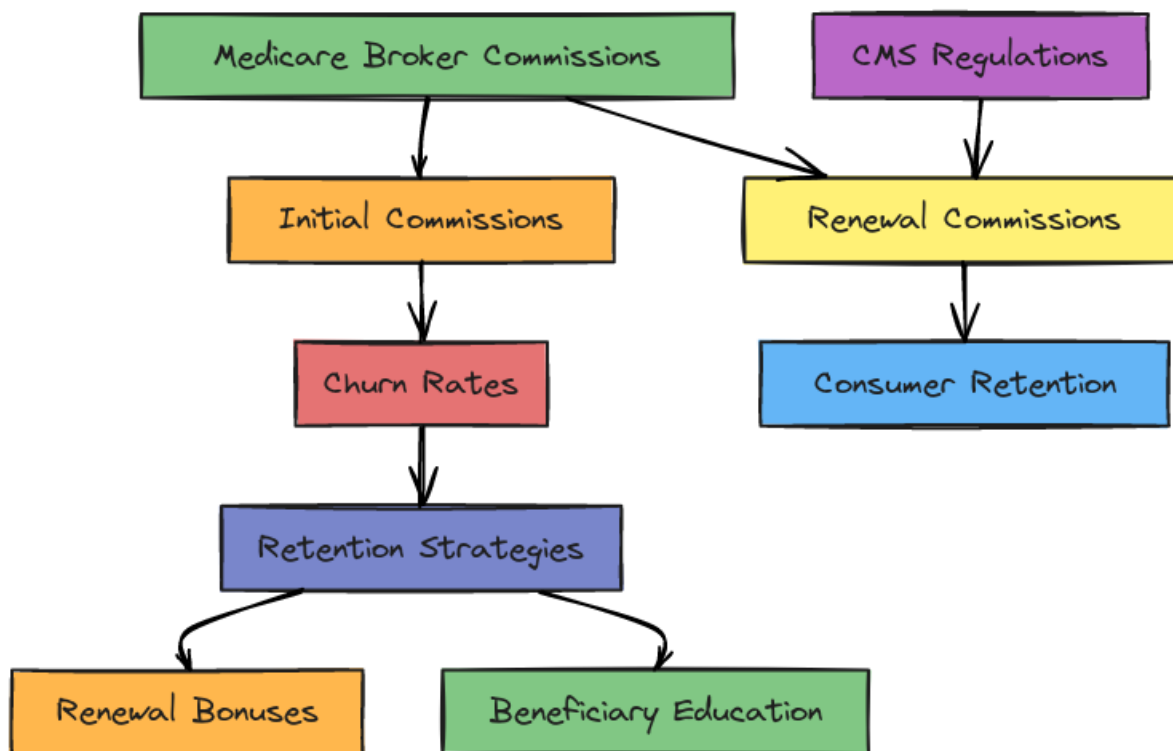 Medicare Broker Commissions
CMS Regulations
Initial Commissions
Renewal Commissions
Churn Rates
Consumer Retention
Retention Strategies
Renewal Bonuses
Beneficiary Education